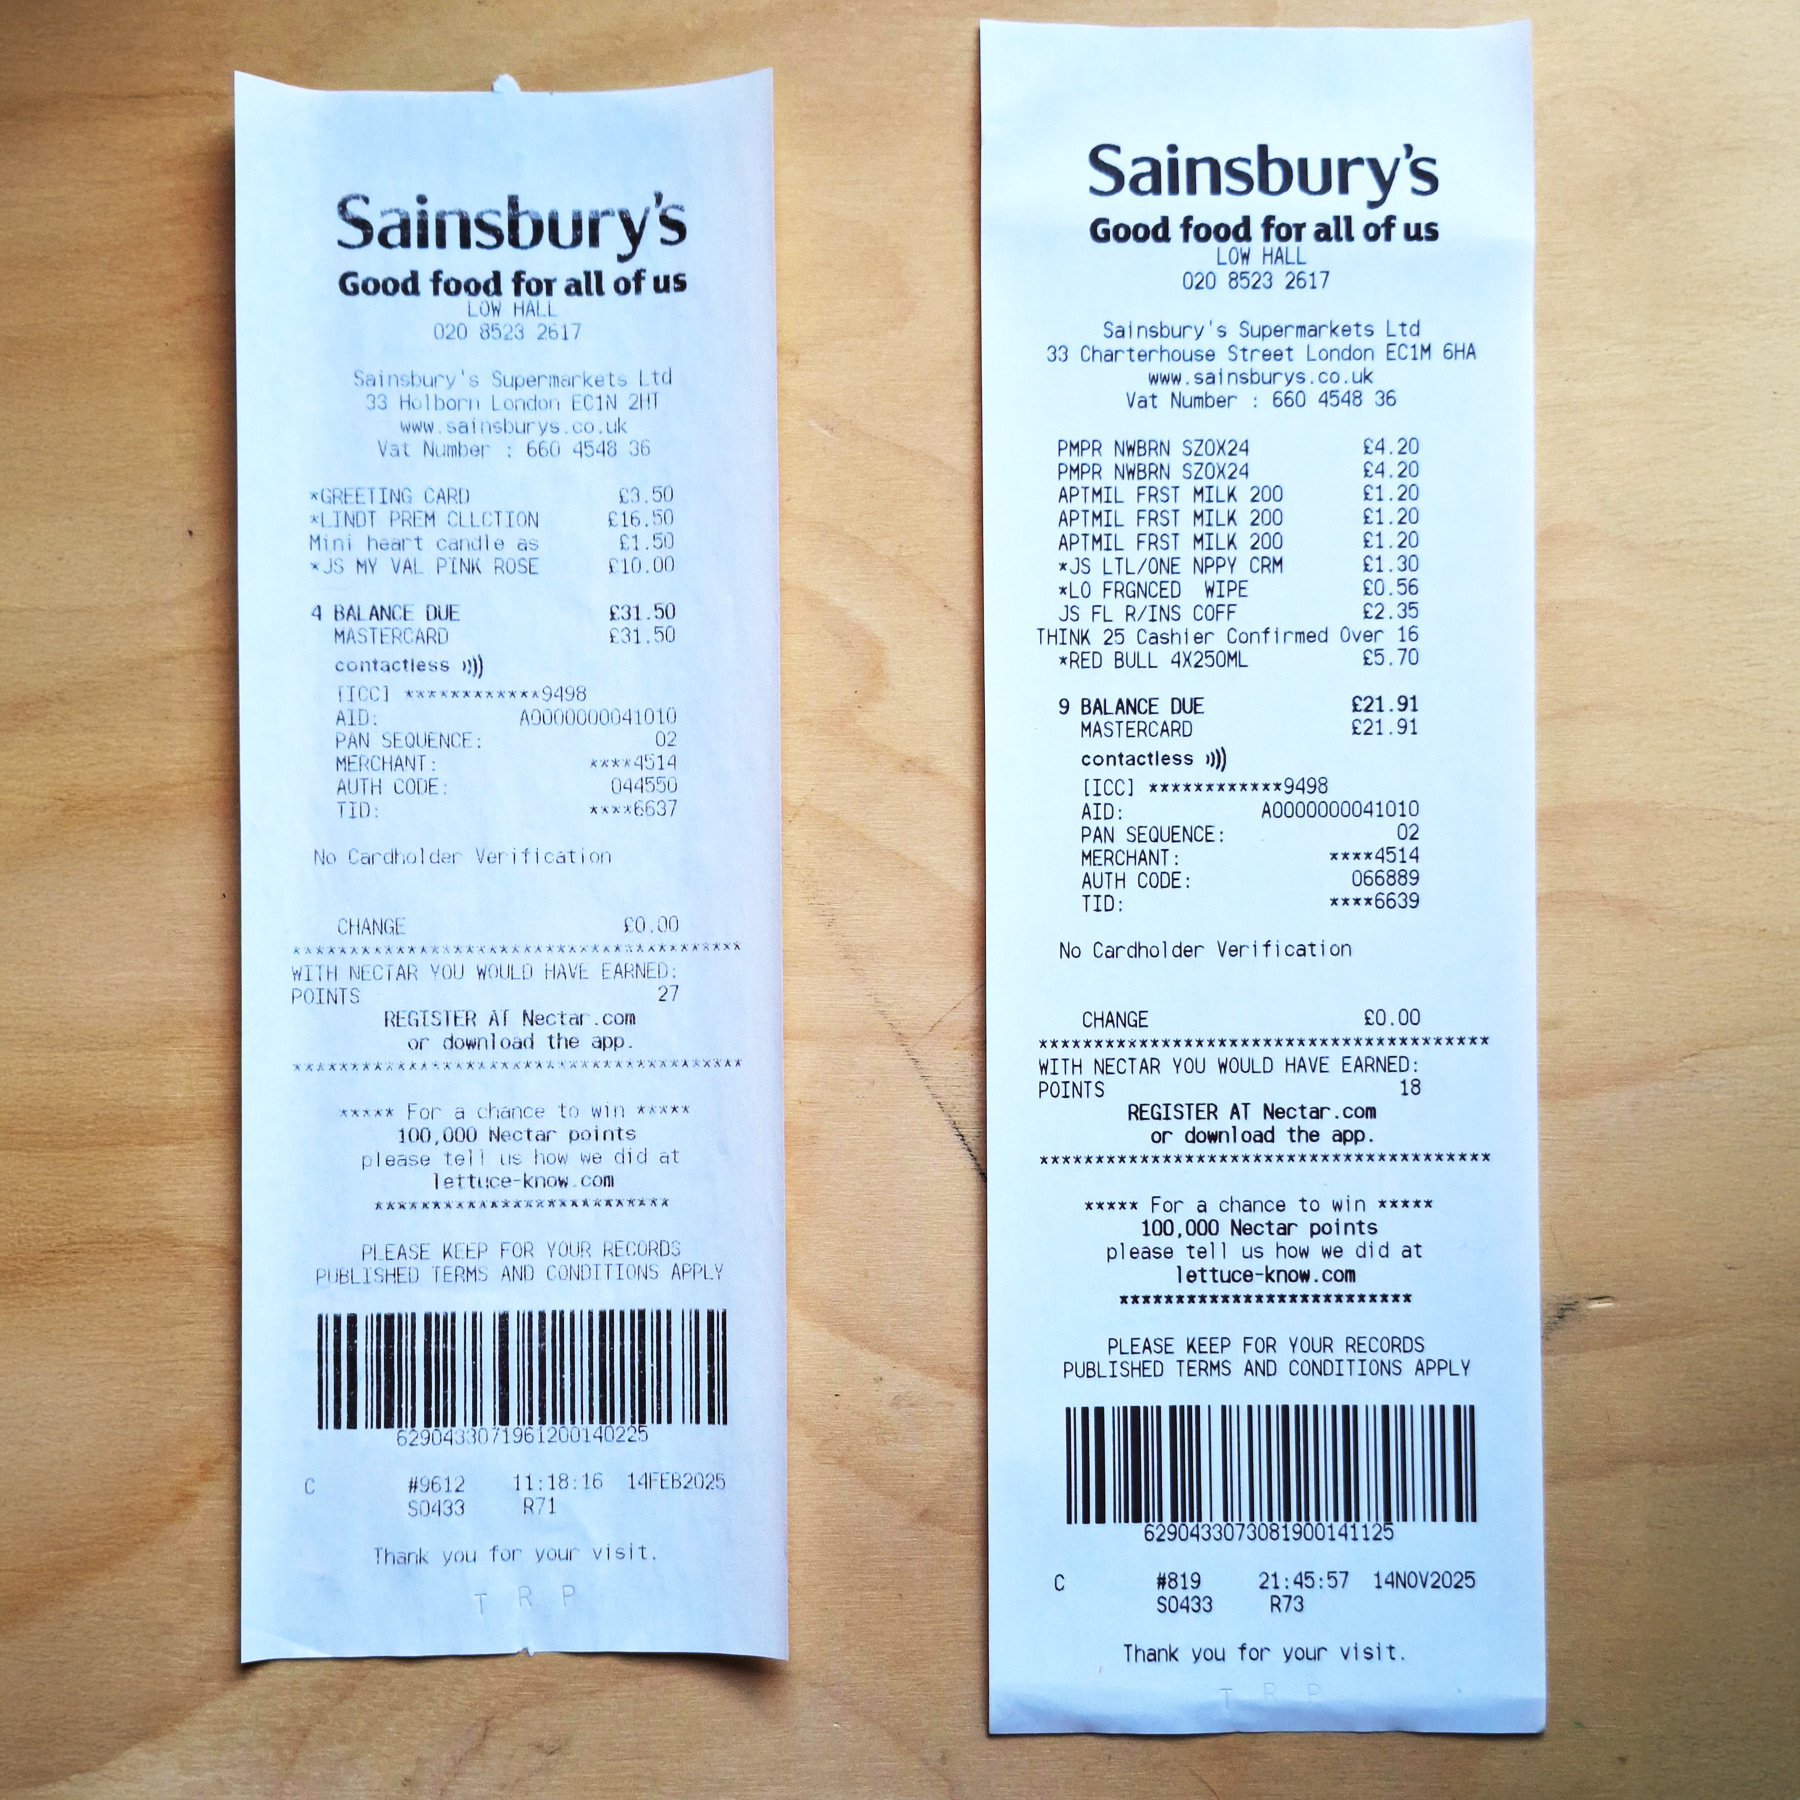 Sainsbury's
Good food for all of us
LOW HALL
020 8523 2617
Sainsbury's Supermarkets Ltd
33 Holborn London EC1N 2HT
www.sainsburys.co.uk
Vat Number : 660 4548 36
*GREETING CARD £3.50
*LINDT PREM CLLCTION £16.50
Mini heart candle as £1.50
*JS MY VAL PINK ROSE £10.00
4 BALANCE DUE £31.50
MASTERCARD £31.50
contactless
[ICC] ************9498
AID: A0000000041010
PAN SEQUENCE: 02
MERCHANT: ****4514
AUTH CODE: 044550
TID: ****6637
No Cardholder Verification
CHANGE £0.00
***************************************
WITH NECTAR YOU WOULD HAVE EARNED:
POINTS 27
REGISTER AT Nectar.com
or download the app.
***************************************
***** For a chance to win *****
100,000 Nectar points
please tell us how we did at
lettuce-know.com
**************************
PLEASE KEEP FOR YOUR RECORDS
PUBLISHED TERMS AND CONDITIONS APPLY
6290433071961200140225
C #9612 11:18:16 14FEB2025
S0433 R71
Thank you for your visit.
T R P
Sainsbury's
Good food for all of us
LOW HALL
020 8523 2617
Sainsbury's Supermarkets Ltd
33 Charterhouse Street London EC1M 6HA
www.sainsburys.co.uk
Vat Number : 660 4548 36
PMPR NWBRN SZ0X24 £4.20
PMPR NWBRN SZ0X24 £4.20
APTMIL FRST MILK 200 £1.20
APTMIL FRST MILK 200 £1.20
APTMIL FRST MILK 200 £1.20
*JS LTL/ONE NPPY CRM £1.30
*LO FRGNCED WIPE £0.56
JS FL R/INS COFF £2.35
THINK 25 Cashier Confirmed Over 16
*RED BULL 4X250ML £5.70
9 BALANCE DUE £21.91
MASTERCARD £21.91
contactless
[ICC] ************9498
AID: A0000000041010
PAN SEQUENCE: 02
MERCHANT: ****4514
AUTH CODE: 066889
TID: ****6639
No Cardholder Verification
CHANGE £0.00
****************************************
WITH NECTAR YOU WOULD HAVE EARNED:
POINTS 18
REGISTER AT Nectar.com
or download the app.
****************************************
***** For a chance to win *****
100,000 Nectar points
please tell us how we did at
lettuce-know.com
**************************
PLEASE KEEP FOR YOUR RECORDS
PUBLISHED TERMS AND CONDITIONS APPLY
6290433073081900141125
C #819 21:45:57 14NOV2025
S0433 R73
Thank you for your visit.
T R P